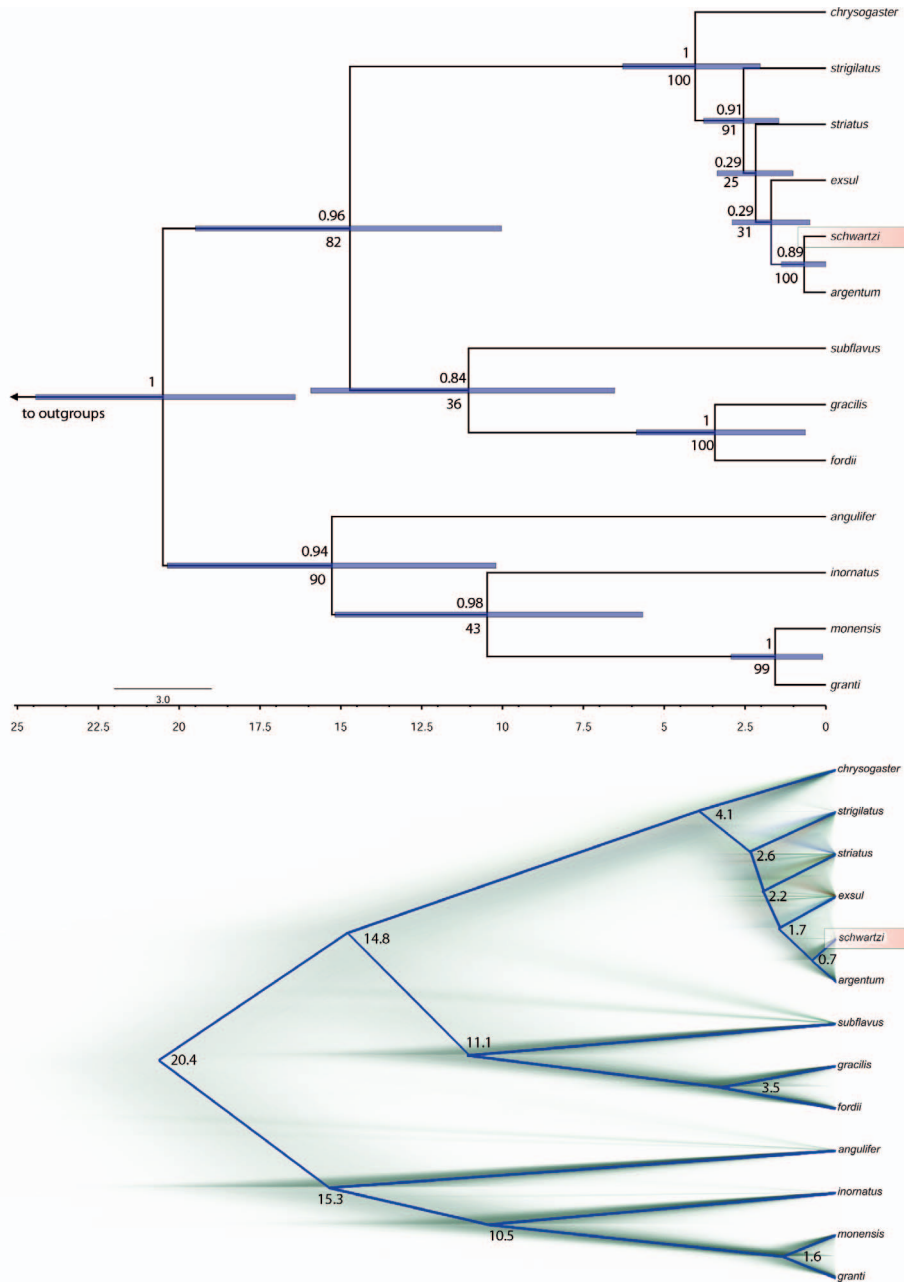 chrysogaster
1
100
strigilatus
0.91
91
striatus
0.29
25
exsul
0.29
31
schwartzi
0.89
100
argentum
0.96
82
subflavus
0.84
36
gracilis
1
100
fordii
1
to outgroups
angulifer
0.94
90
inornatus
0.98
43
monensis
1
99
granti
3.0
25 22.5 20 17.5 15 12.5 10 7.5 5 2.5 0
chrysogaster
4.1
strigilatus
2.6
striatus
2.2
exsul
1.7
schwartzi
0.7
argentum
14.8
subflavus
11.1
gracilis
3.5
fordii
20.4
angulifer
15.3
inornatus
10.5
monensis
1.6
granti